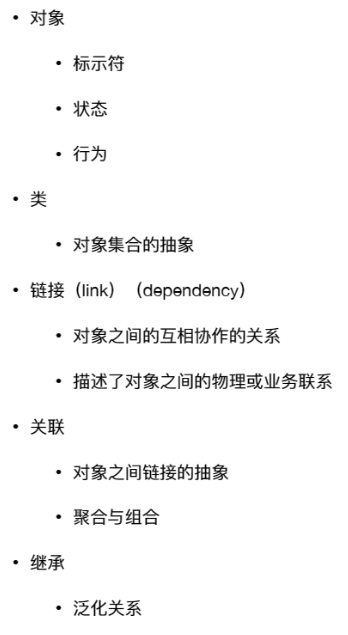 • 对象
• 标示符
• 状态
• 行为
• 类
• 对象集合的抽象
• 链接（link）（dependency）
• 对象之间的互相协作的关系
• 描述了对象之间的物理或业务联系
• 关联
• 对象之间链接的抽象
• 聚合与组合
• 继承
• 泛化关系